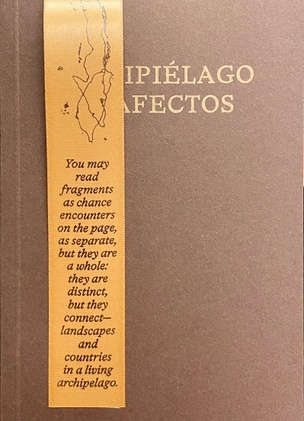 IPIÉLAGO
AFECTOS
You may
read
fragments
as chance
encounters
on the page,
as separate,
but they are
a whole:
they are
distinct,
but they
connect—
landscapes
and
countries
in a living
archipelago.